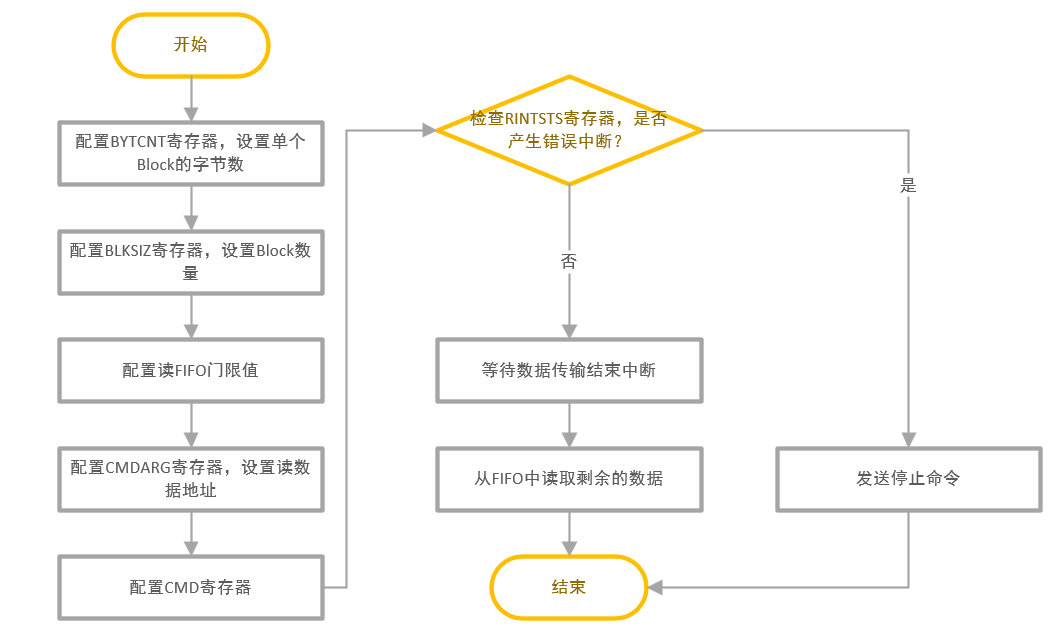 开始
配置BYTCNT寄存器，设置单个
Block的字节数
配置BLKSIZ寄存器，设置Block数
量
配置读FIFO门限值
配置CMDARG寄存器，设置读数
据地址
配置CMD寄存器
检查RINTSTS寄存器，是否
产生错误中断？
是
否
等待数据传输结束中断
从FIFO中读取剩余的数据
发送停止命令
结束